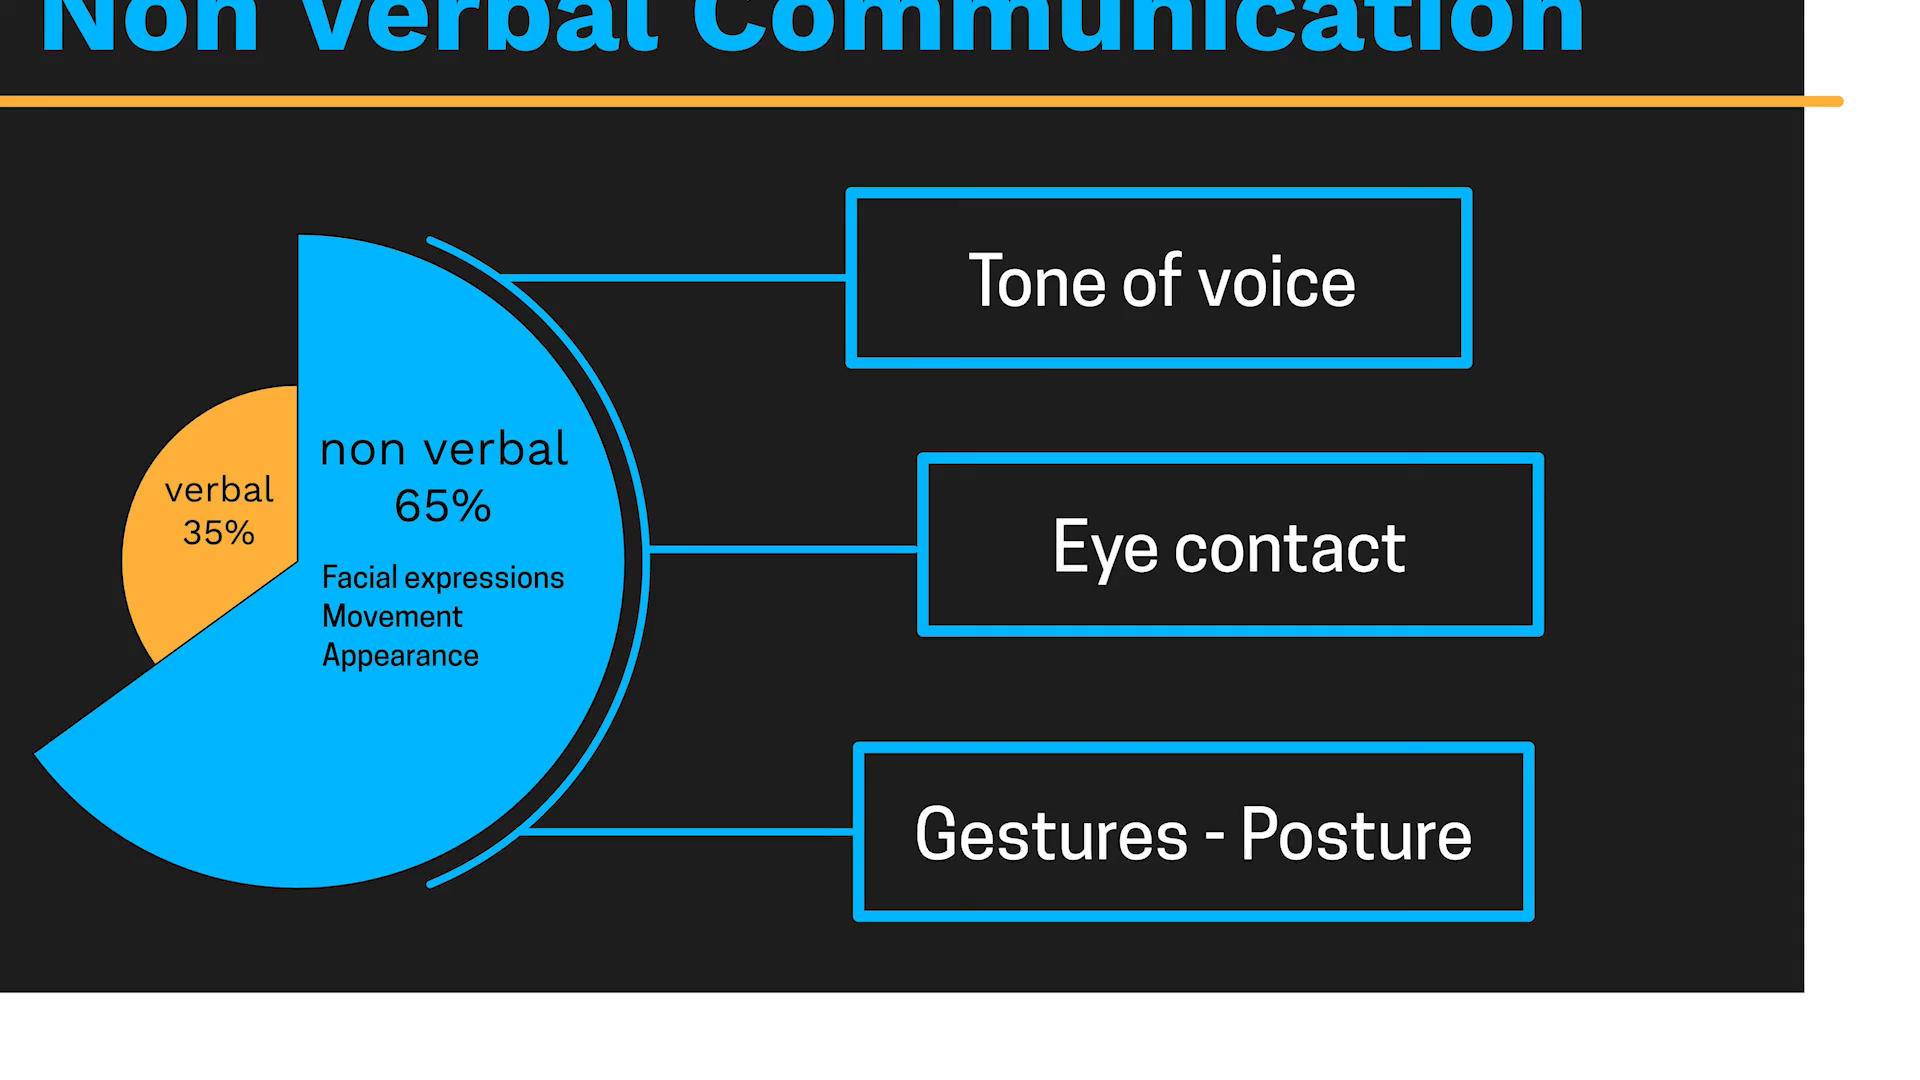 Non Verbal Communication
Tone of voice
non verbal
65%
verbal
35%
Facial expressions
Movement
Appearance
Eye contact
Gestures - Posture